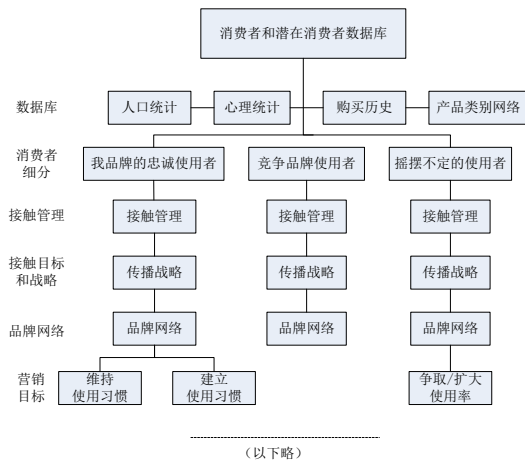 消费者和潜在消费者数据库
数据库
人口统计
心理统计
购买历史
产品类别网络
消费者
细分
我品牌的忠诚使用者
竞争品牌使用者
摇摆不定的使用者
接触管理
接触管理
接触管理
接触管理
接触目标
和战略
传播战略
传播战略
传播战略
品牌网络
品牌网络
品牌网络
品牌网络
营销
目标
维持
使用习惯
建立
使用习惯
争取/扩大
使用率
（以下略）